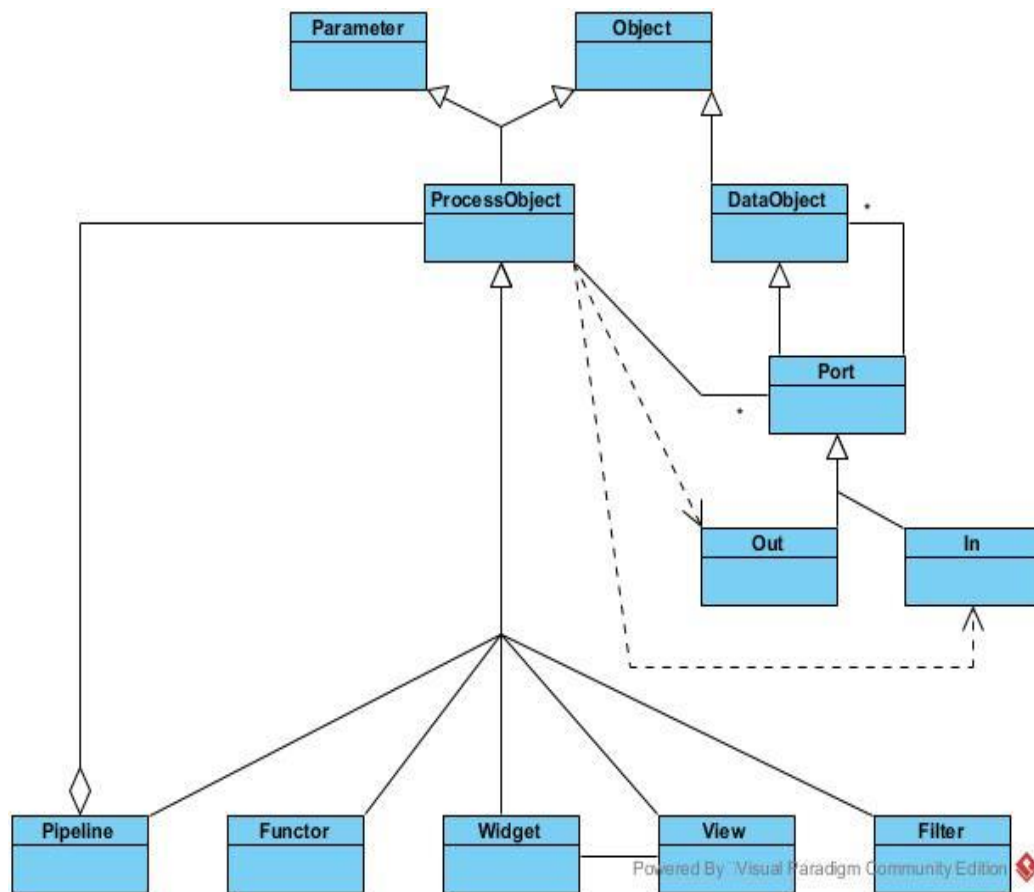 Parameter
Object
ProcessObject
DataObject
*
Port
*
Out
In
Pipeline
Functor
Widget
View
Filter
Powered By Visual Paradigm Community Edition